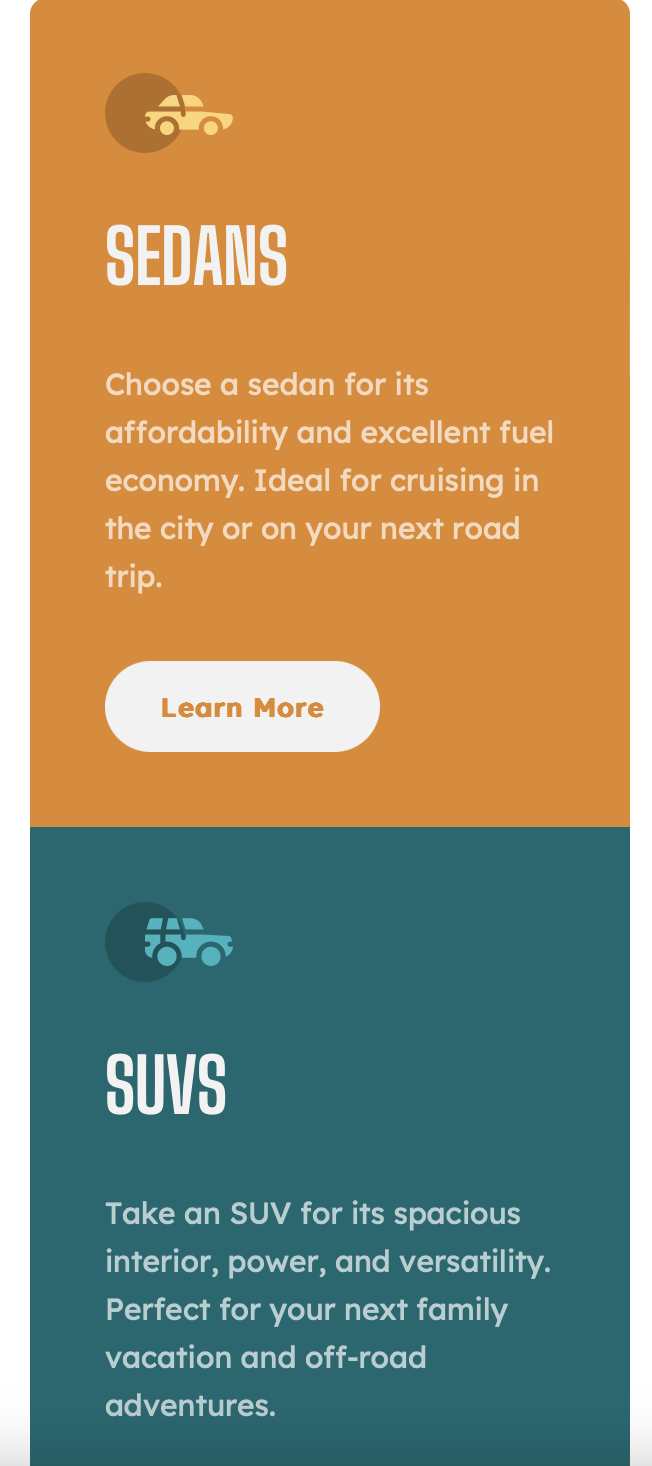 SEDANS
Choose a sedan for its
affordability and excellent fuel
economy. Ideal for cruising in
the city or on your next road
trip.
Learn More
SUVS
Take an SUV for its spacious
interior, power, and versatility.
Perfect for your next family
vacation and off-road
adventures.